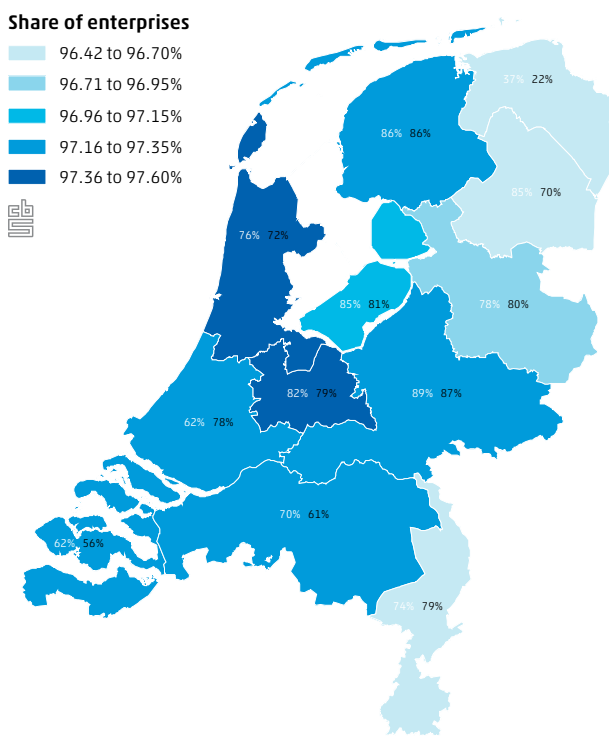 Share of enterprises
96.42 to 96.70%
96.71 to 96.95%
96.96 to 97.15%
97.16 to 97.35%
97.36 to 97.60%
cbs
37% 22%
86% 86%
85% 70%
76% 72%
85% 81%
78% 80%
82% 79%
89% 87%
62% 78%
70% 61%
62% 56%
74% 79%